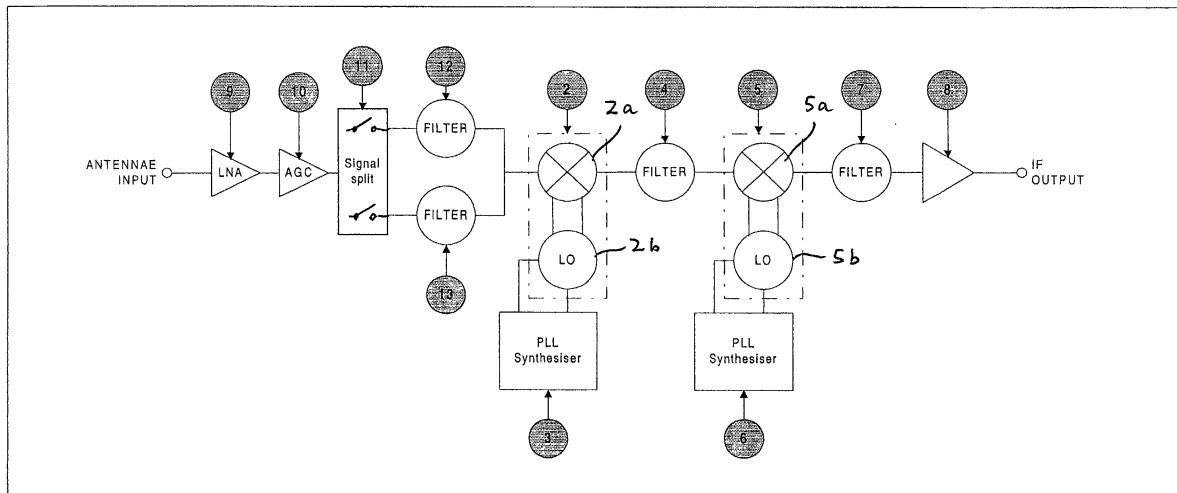 11
12
2
4
5
7
8
9
10
2a
5a
FILTER
ANTENNAE
INPUT
LNA
AGC
Signal
split
FILTER
FILTER
IF
OUTPUT
FILTER
LO
2b
LO
5b
13
PLL
Synthesiser
PLL
Synthesiser
3
6